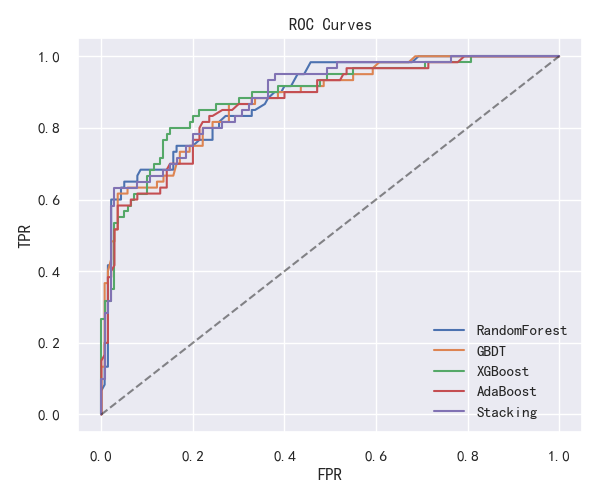 ROC Curves
1.0
0.8
0.6
0.4
0.2
0.0
TPR
RandomForest
GBDT
XGBoost
AdaBoost
Stacking
0.0 0.2 0.4 0.6 0.8 1.0
FPR